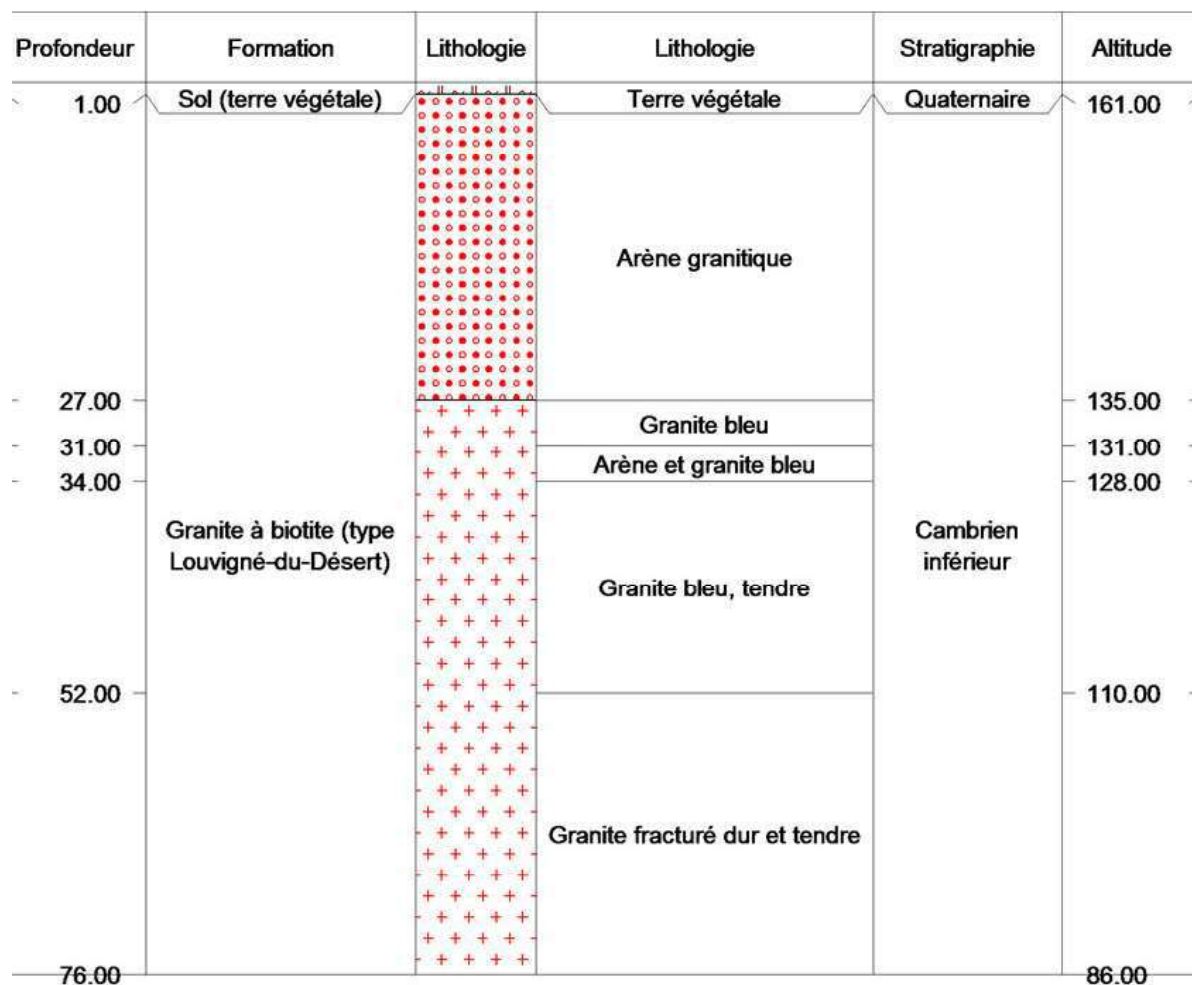 Profondeur Formation Lithologie Lithologie Stratigraphie Altitude
1.00 Sol (terre végétale) Terre végétale Quaternaire 161.00
Arène granitique
27.00 135.00
Granite bleu
31.00 131.00
Arène et granite bleu
34.00 128.00
Granite à biotite (type
Louvigné-du-Désert)
Cambrien
inférieur
Granite bleu, tendre
52.00 110.00
Granite fracturé dur et tendre
76.00 86.00